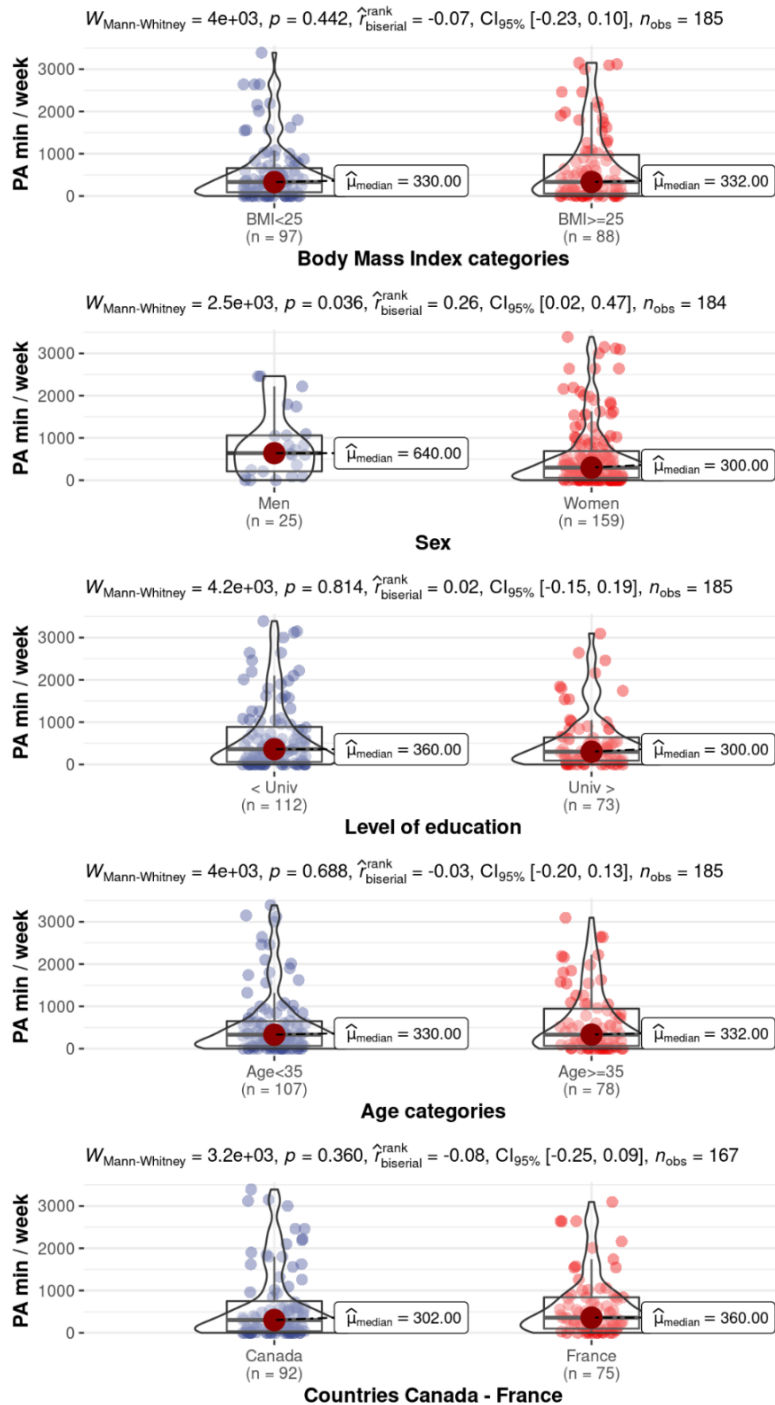 W_Mann-Whitney = 4e+03, p = 0.442, r̂ rank biserial = -0.07, CI95% [-0.23, 0.10], n_obs = 185
PA min / week
3000
2000
1000
0
μ̂_median = 330.00
μ̂_median = 332.00
BMI<25
(n = 97)
BMI>=25
(n = 88)
Body Mass Index categories
W_Mann-Whitney = 2.5e+03, p = 0.036, r̂ rank biserial = 0.26, CI95% [0.02, 0.47], n_obs = 184
PA min / week
3000
2000
1000
0
μ̂_median = 640.00
μ̂_median = 300.00
Men
(n = 25)
Women
(n = 159)
Sex
W_Mann-Whitney = 4.2e+03, p = 0.814, r̂ rank biserial = 0.02, CI95% [-0.15, 0.19], n_obs = 185
PA min / week
3000
2000
1000
0
μ̂_median = 360.00
μ̂_median = 300.00
< Univ
(n = 112)
Univ >
(n = 73)
Level of education
W_Mann-Whitney = 4e+03, p = 0.688, r̂ rank biserial = -0.03, CI95% [-0.20, 0.13], n_obs = 185
PA min / week
3000
2000
1000
0
μ̂_median = 330.00
μ̂_median = 332.00
Age<35
(n = 107)
Age>=35
(n = 78)
Age categories
W_Mann-Whitney = 3.2e+03, p = 0.360, r̂ rank biserial = -0.08, CI95% [-0.25, 0.09], n_obs = 167
PA min / week
3000
2000
1000
0
μ̂_median = 302.00
μ̂_median = 360.00
Canada
(n = 92)
France
(n = 75)
Countries Canada - France